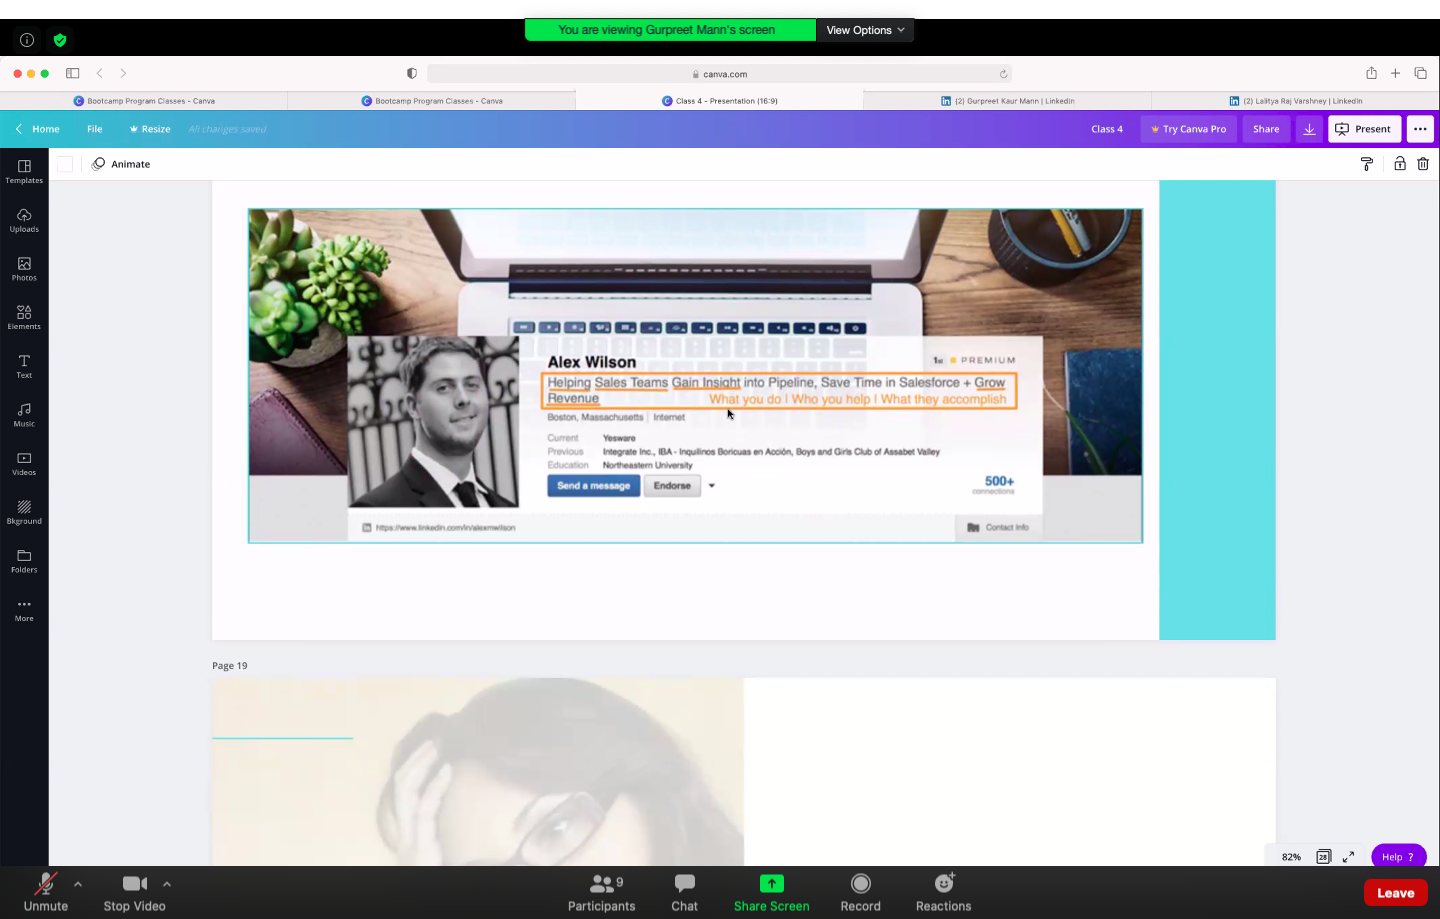 You are viewing Gurpreet Mann's screen
View Options
canva.com
Bootcamp Program Classes - Canva
Bootcamp Program Classes - Canva
Class 4 - Presentation (16:9)
(2) Gurpreet Kaur Mann | LinkedIn
(2) Lalitya Raj Varshney | LinkedIn
Home
File
Resize
All changes saved
Class 4
Try Canva Pro
Share
Present
Animate
Templates
Uploads
Photos
Elements
Text
Music
Videos
Bkground
Folders
More
Alex Wilson
1st PREMIUM
Helping Sales Teams Gain Insight into Pipeline, Save Time in Salesforce + Grow
Revenue
What you do | Who you help | What they accomplish
Boston, Massachusetts | Internet
Current Yesware
Previous Integrate Inc., IBA - Inquilinos Boricuas en Acción, Boys and Girls Club of Assabet Valley
Education Northeastern University
Send a message
Endorse
500+
connections
https://www.linkedin.com/in/alexmwilson
Contact Info
Page 19
82%
28
Help ?
Unmute
Stop Video
9
Participants
Chat
Share Screen
Record
Reactions
Leave